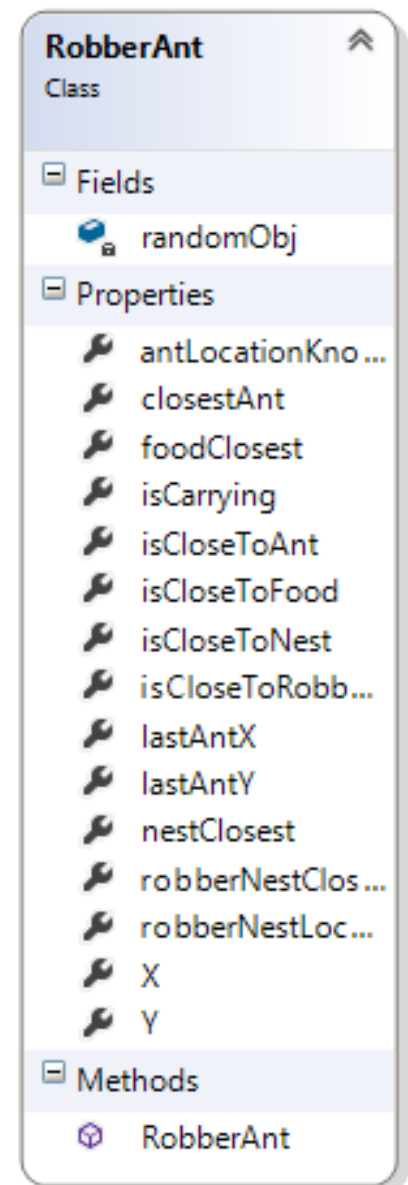 RobberAnt
Class
Fields
randomObj
Properties
antLocationKno...
closestAnt
foodClosest
isCarrying
isCloseToAnt
isCloseToFood
isCloseToNest
isCloseToRobb...
lastAntX
lastAntY
nestClosest
robberNestClos...
robberNestLoc...
X
Y
Methods
RobberAnt